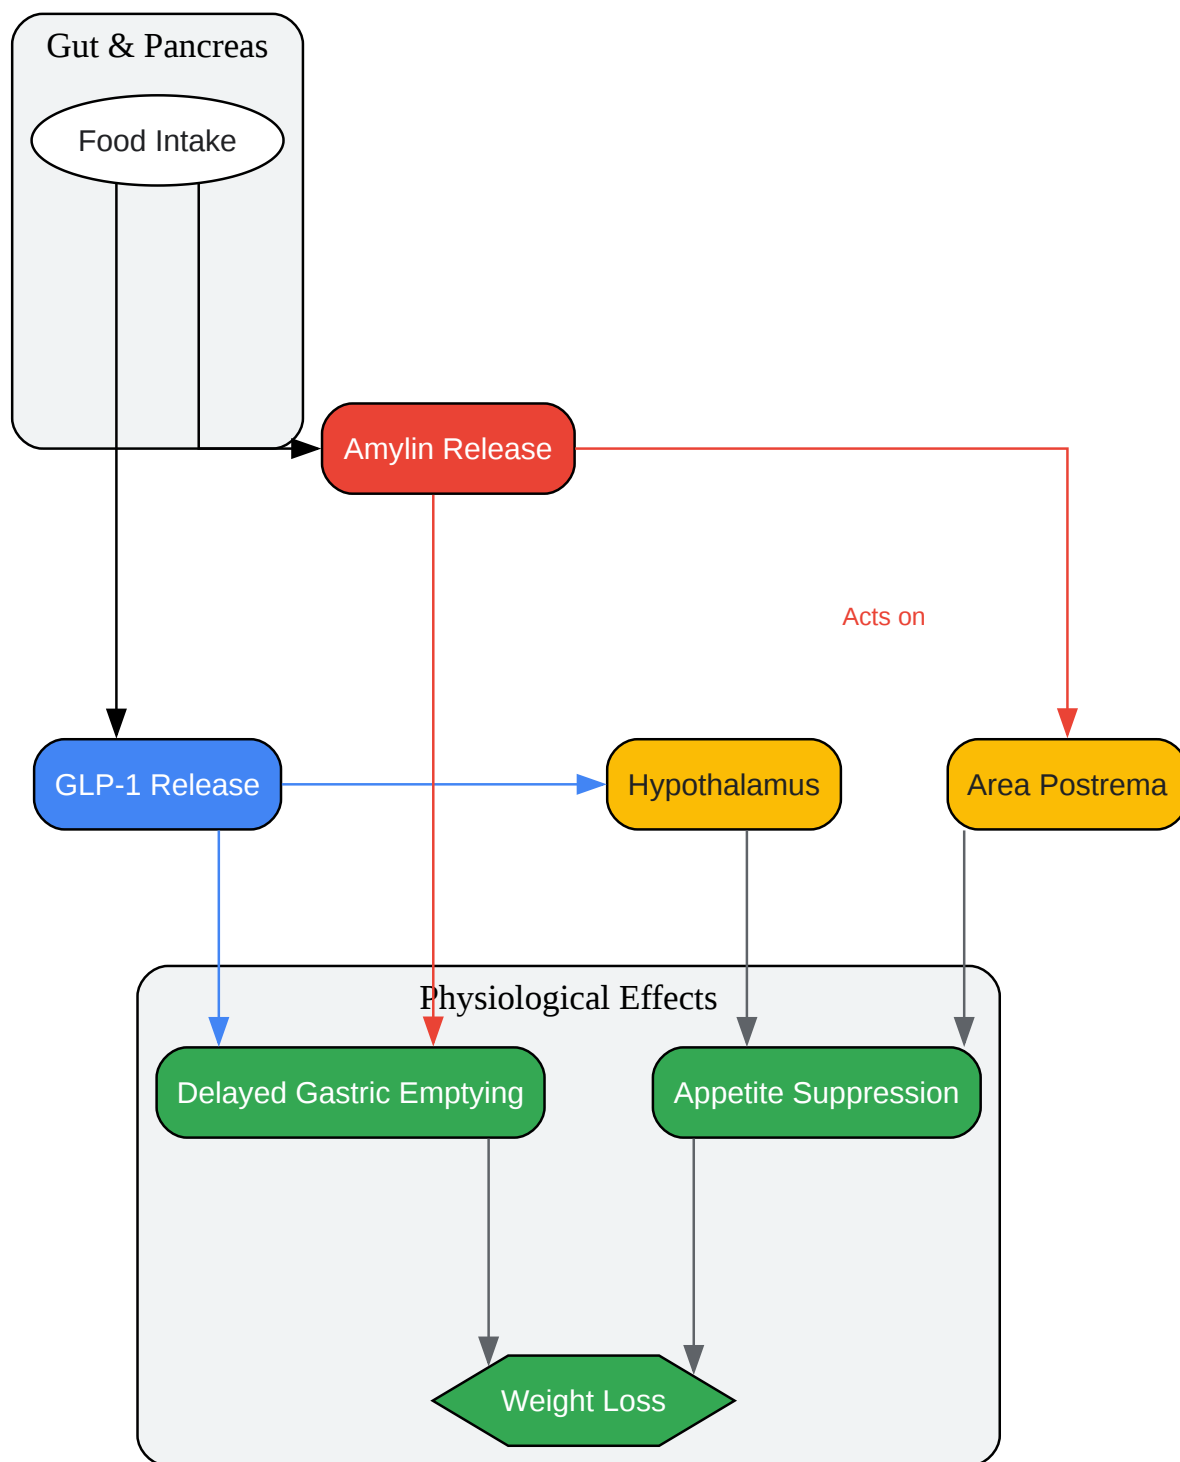 Gut & Pancreas
Food Intake
Amylin Release
Acts on
GLP-1 Release
Hypothalamus
Area Postrema
Physiological Effects
Delayed Gastric Emptying
Appetite Suppression
Weight Loss